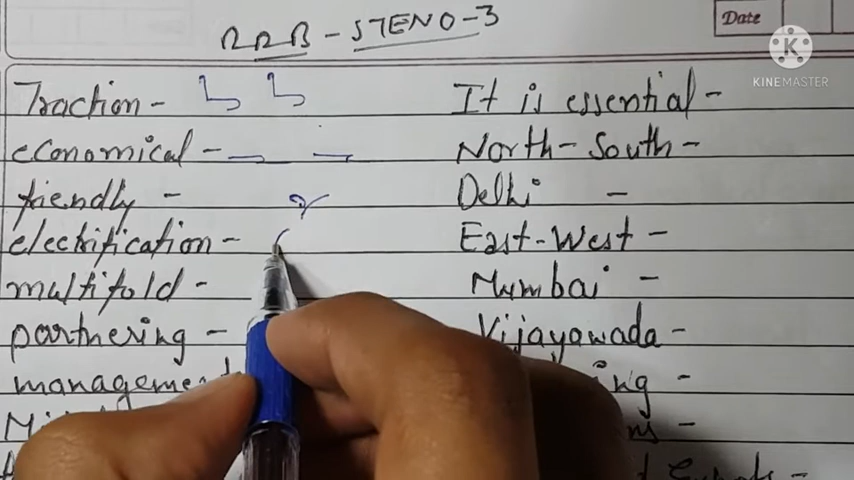 RRB - STENO-3
Date
K
KINEMASTER
Traction -
economical -
friendly -
electrification -
multifold -
partnering -
It is essential -
North - South -
Delhi -
East-West -
Mumbai -
Vijayawada -